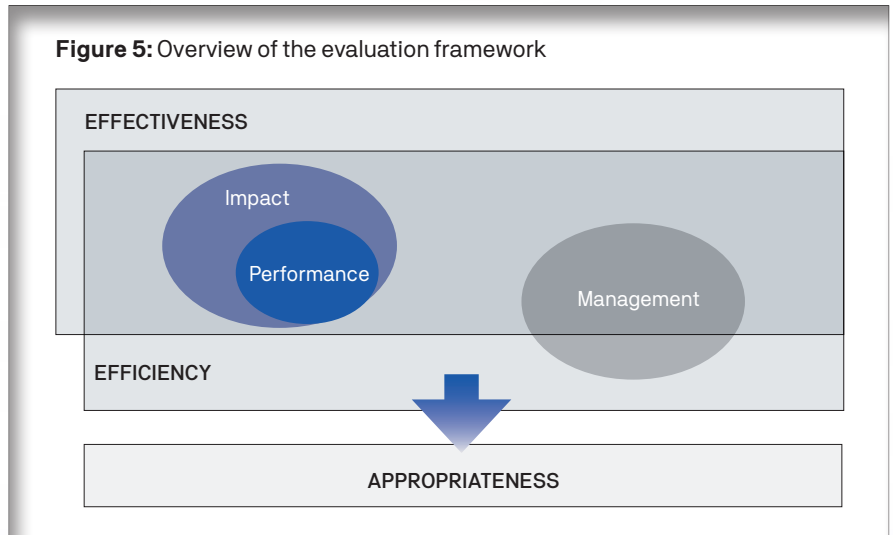 Figure 5: Overview of the evaluation framework
EFFECTIVENESS
Impact
Performance
Management
EFFICIENCY
APPROPRIATENESS